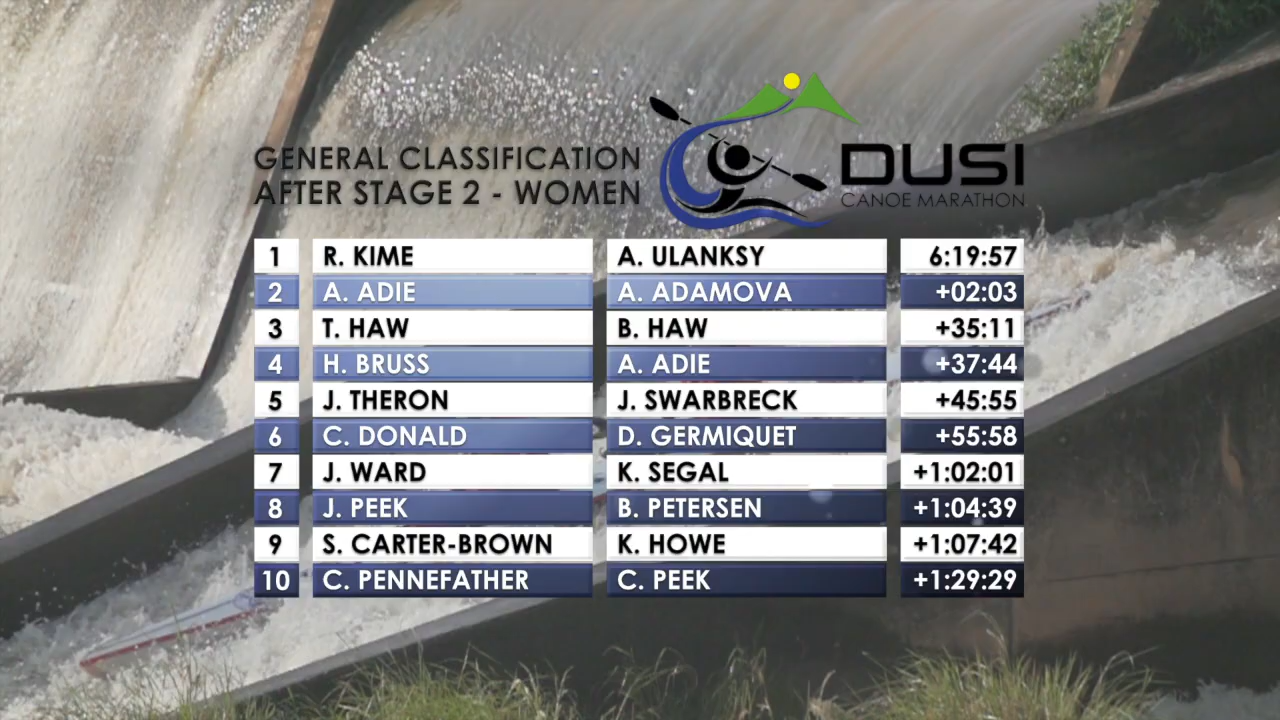 GENERAL CLASSIFICATION
AFTER STAGE 2 - WOMEN
DUSI
CANOE MARATHON
1 R. KIME A. ULANKSY 6:19:57
2 A. ADIE A. ADAMOVA +02:03
3 T. HAW B. HAW +35:11
4 H. BRUSS A. ADIE +37:44
5 J. THERON J. SWARBRECK +45:55
6 C. DONALD D. GERMIQUET +55:58
7 J. WARD K. SEGAL +1:02:01
8 J. PEEK B. PETERSEN +1:04:39
9 S. CARTER-BROWN K. HOWE +1:07:42
10 C. PENNEFATHER C. PEEK +1:29:29